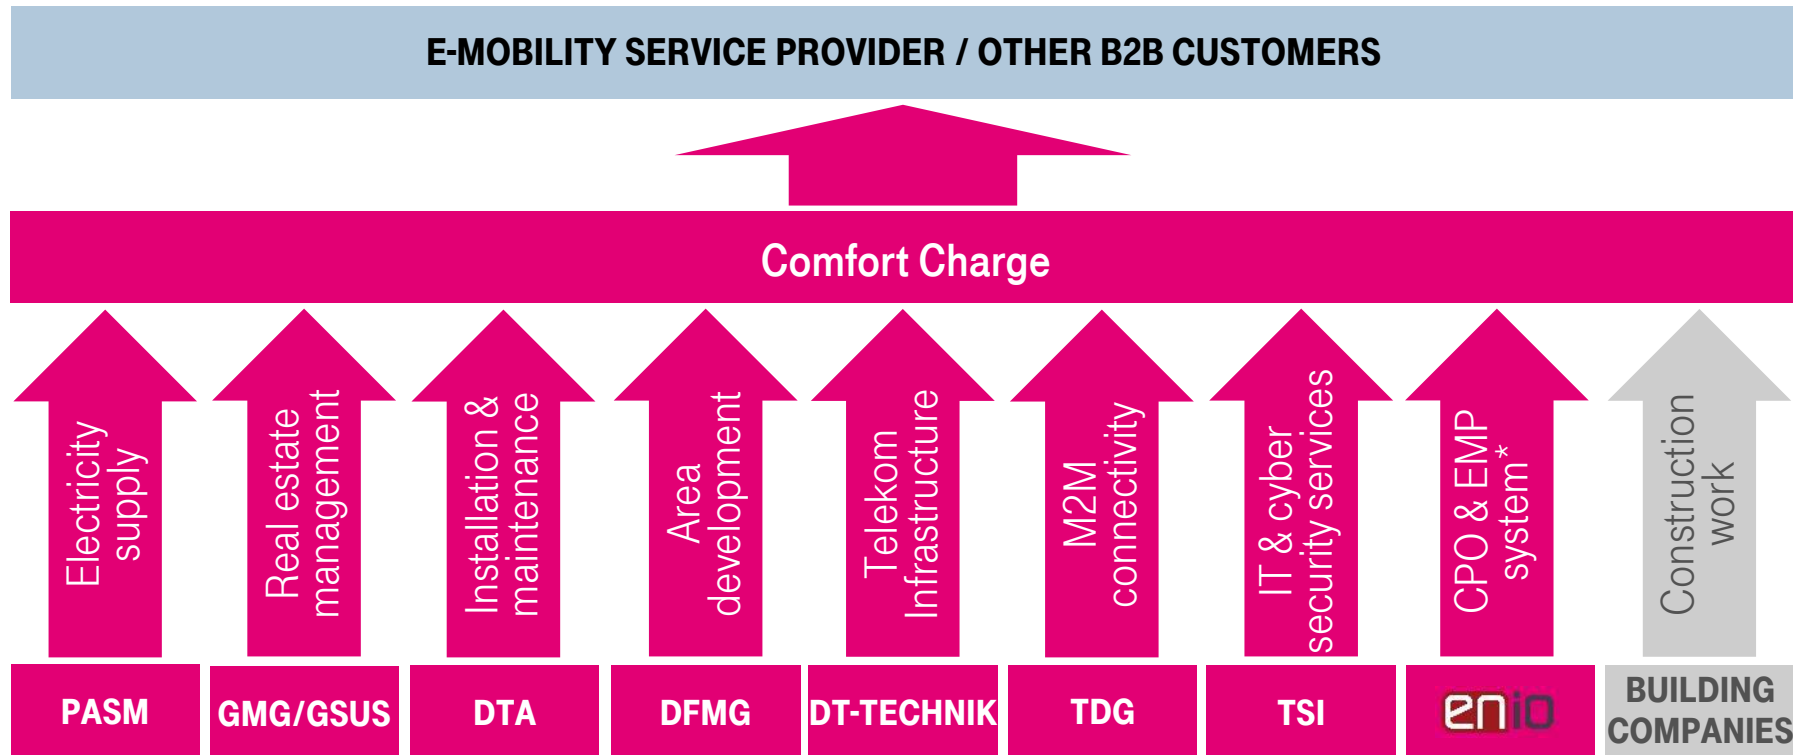 E-MOBILITY SERVICE PROVIDER / OTHER B2B CUSTOMERS
Comfort Charge
Electricity
supply
Real estate
management
Installation &
maintenance
Area
development
Telekom
Infrastructure
M2M
connectivity
IT & cyber
security services
CPO & EMP
system*
Construction
work
PASM
GMG/GSUS
DTA
DFMG
DT-TECHNIK
TDG
TSI
enio
BUILDING
COMPANIES